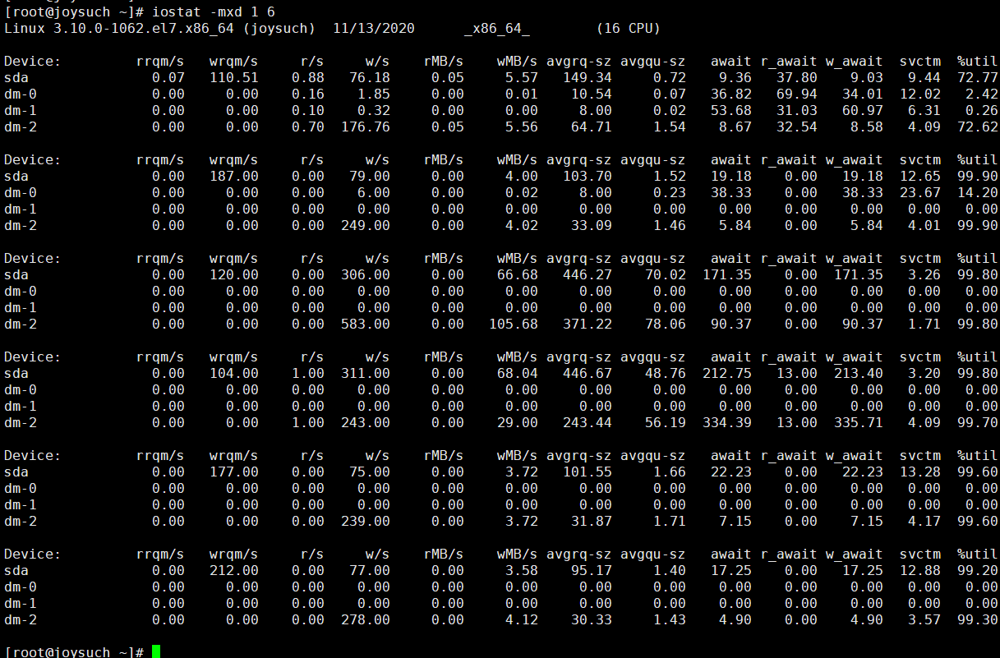 [root@joysuch ~]# iostat -mxd 1 6
Linux 3.10.0-1062.el7.x86_64 (joysuch) 11/13/2020 _x86_64_ (16 CPU)
Device: rrqm/s wrqm/s r/s w/s rMB/s wMB/s avgrq-sz avgqu-sz await r_await w_await svctm %util
sda 0.07 110.51 0.88 76.18 0.05 5.57 149.34 0.72 9.36 37.80 9.03 9.44 72.77
dm-0 0.00 0.00 0.16 1.85 0.00 0.01 10.54 0.07 36.82 69.94 34.01 12.02 2.42
dm-1 0.00 0.00 0.10 0.32 0.00 0.00 8.00 0.02 53.68 31.03 60.97 6.31 0.26
dm-2 0.00 0.00 0.70 176.76 0.05 5.56 64.71 1.54 8.67 32.54 8.58 4.09 72.62
Device: rrqm/s wrqm/s r/s w/s rMB/s wMB/s avgrq-sz avgqu-sz await r_await w_await svctm %util
sda 0.00 187.00 0.00 79.00 0.00 4.00 103.70 1.52 19.18 0.00 19.18 12.65 99.90
dm-0 0.00 0.00 0.00 6.00 0.00 0.02 8.00 0.23 38.33 0.00 38.33 23.67 14.20
dm-1 0.00 0.00 0.00 0.00 0.00 0.00 0.00 0.00 0.00 0.00 0.00 0.00 0.00
dm-2 0.00 0.00 0.00 249.00 0.00 4.02 33.09 1.46 5.84 0.00 5.84 4.01 99.90
Device: rrqm/s wrqm/s r/s w/s rMB/s wMB/s avgrq-sz avgqu-sz await r_await w_await svctm %util
sda 0.00 120.00 0.00 306.00 0.00 66.68 446.27 70.02 171.35 0.00 171.35 3.26 99.80
dm-0 0.00 0.00 0.00 0.00 0.00 0.00 0.00 0.00 0.00 0.00 0.00 0.00 0.00
dm-1 0.00 0.00 0.00 0.00 0.00 0.00 0.00 0.00 0.00 0.00 0.00 0.00 0.00
dm-2 0.00 0.00 0.00 583.00 0.00 105.68 371.22 78.06 90.37 0.00 90.37 1.71 99.80
Device: rrqm/s wrqm/s r/s w/s rMB/s wMB/s avgrq-sz avgqu-sz await r_await w_await svctm %util
sda 0.00 104.00 1.00 311.00 0.00 68.04 446.67 48.76 212.75 13.00 213.40 3.20 99.80
dm-0 0.00 0.00 0.00 0.00 0.00 0.00 0.00 0.00 0.00 0.00 0.00 0.00 0.00
dm-1 0.00 0.00 0.00 0.00 0.00 0.00 0.00 0.00 0.00 0.00 0.00 0.00 0.00
dm-2 0.00 0.00 1.00 243.00 0.00 29.00 243.44 56.19 334.39 13.00 335.71 4.09 99.70
Device: rrqm/s wrqm/s r/s w/s rMB/s wMB/s avgrq-sz avgqu-sz await r_await w_await svctm %util
sda 0.00 177.00 0.00 75.00 0.00 3.72 101.55 1.66 22.23 0.00 22.23 13.28 99.60
dm-0 0.00 0.00 0.00 0.00 0.00 0.00 0.00 0.00 0.00 0.00 0.00 0.00 0.00
dm-1 0.00 0.00 0.00 0.00 0.00 0.00 0.00 0.00 0.00 0.00 0.00 0.00 0.00
dm-2 0.00 0.00 0.00 239.00 0.00 3.72 31.87 1.71 7.15 0.00 7.15 4.17 99.60
Device: rrqm/s wrqm/s r/s w/s rMB/s wMB/s avgrq-sz avgqu-sz await r_await w_await svctm %util
sda 0.00 212.00 0.00 77.00 0.00 3.58 95.17 1.40 17.25 0.00 17.25 12.88 99.20
dm-0 0.00 0.00 0.00 0.00 0.00 0.00 0.00 0.00 0.00 0.00 0.00 0.00 0.00
dm-1 0.00 0.00 0.00 0.00 0.00 0.00 0.00 0.00 0.00 0.00 0.00 0.00 0.00
dm-2 0.00 0.00 0.00 278.00 0.00 4.12 30.33 1.43 4.90 0.00 4.90 3.57 99.30
[root@joysuch ~]#